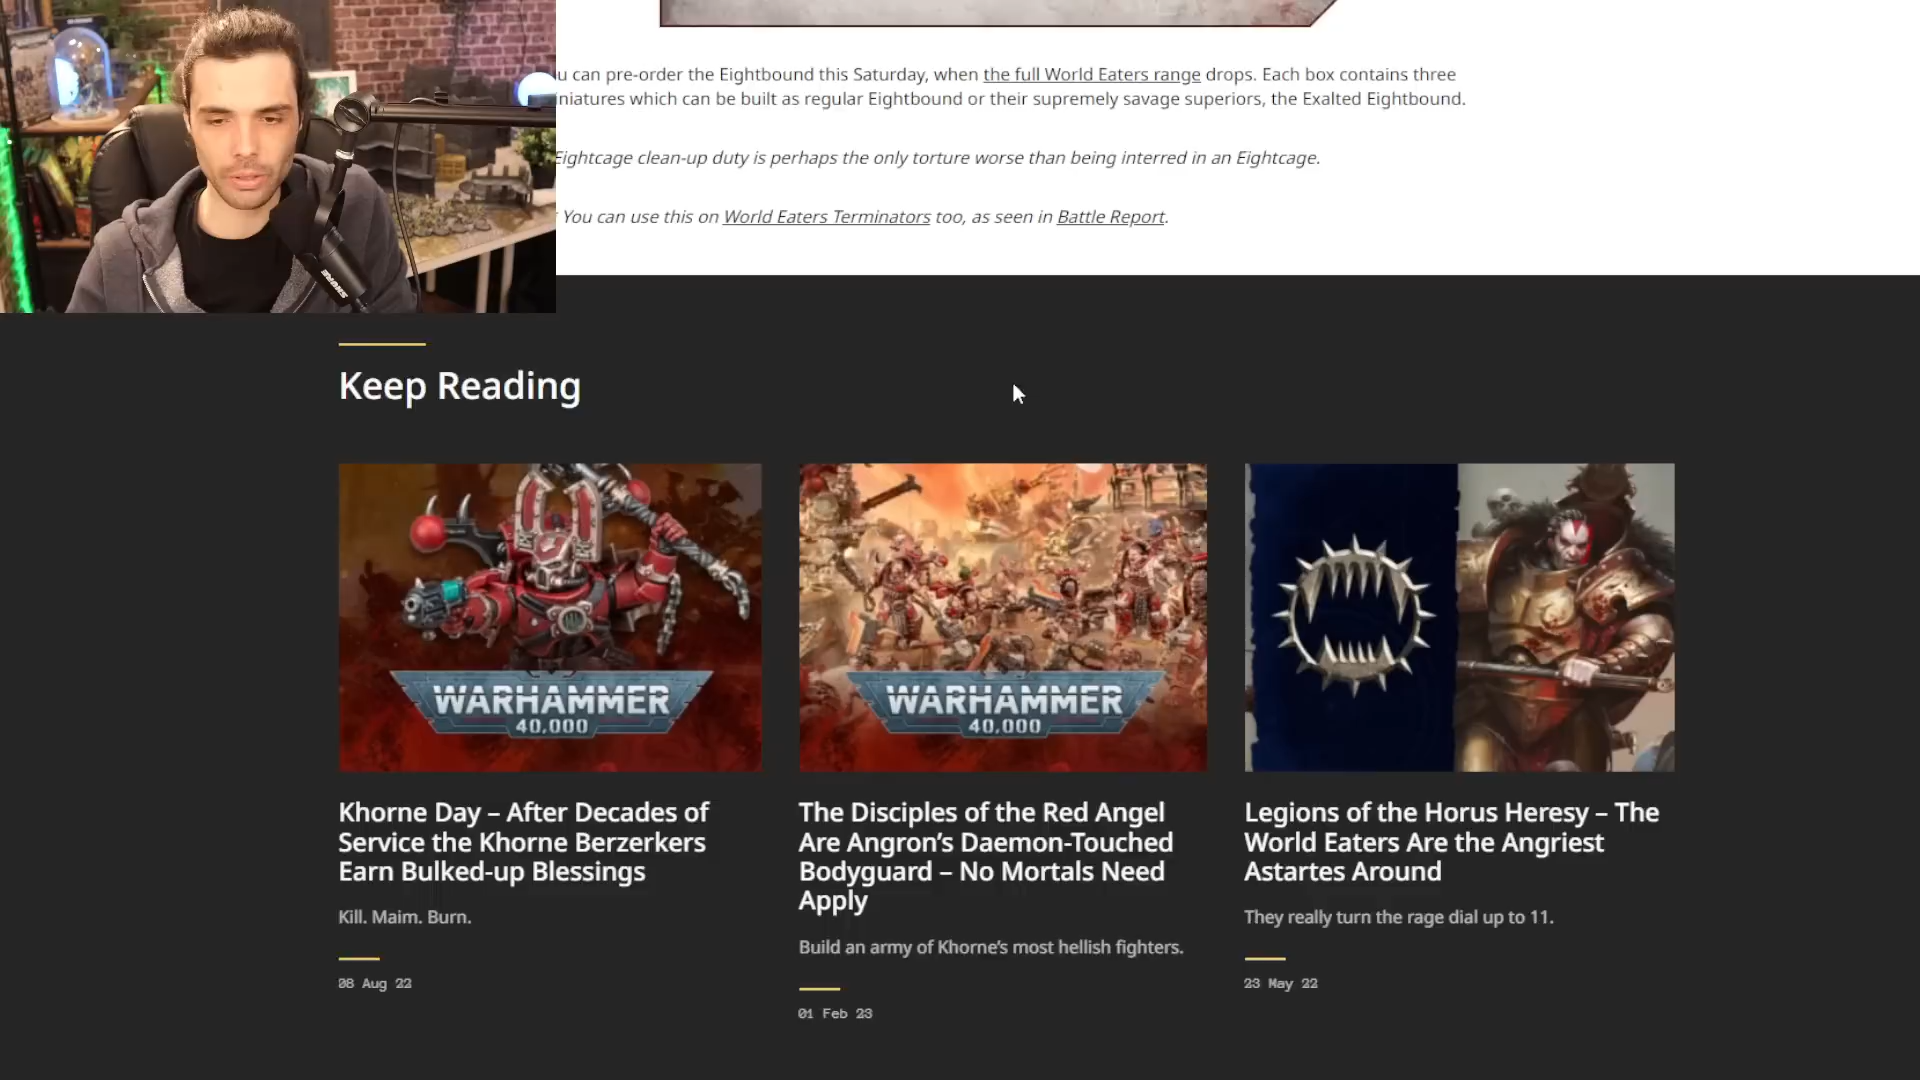 u can pre-order the Eightbound this Saturday, when the full World Eaters range drops. Each box contains three
niatures which can be built as regular Eightbound or their supremely savage superiors, the Exalted Eightbound.
Eightcage clean-up duty is perhaps the only torture worse than being interred in an Eightcage.
You can use this on World Eaters Terminators too, as seen in Battle Report.
SHURE
Keep Reading
WARHAMMER
40,000
WARHAMMER
40,000
Khorne Day – After Decades of
Service the Khorne Berzerkers
Earn Bulked-up Blessings
Kill. Maim. Burn.
08 Aug 22
The Disciples of the Red Angel
Are Angron’s Daemon-Touched
Bodyguard – No Mortals Need
Apply
Build an army of Khorne’s most hellish fighters.
01 Feb 23
Legions of the Horus Heresy – The
World Eaters Are the Angriest
Astartes Around
They really turn the rage dial up to 11.
23 May 22